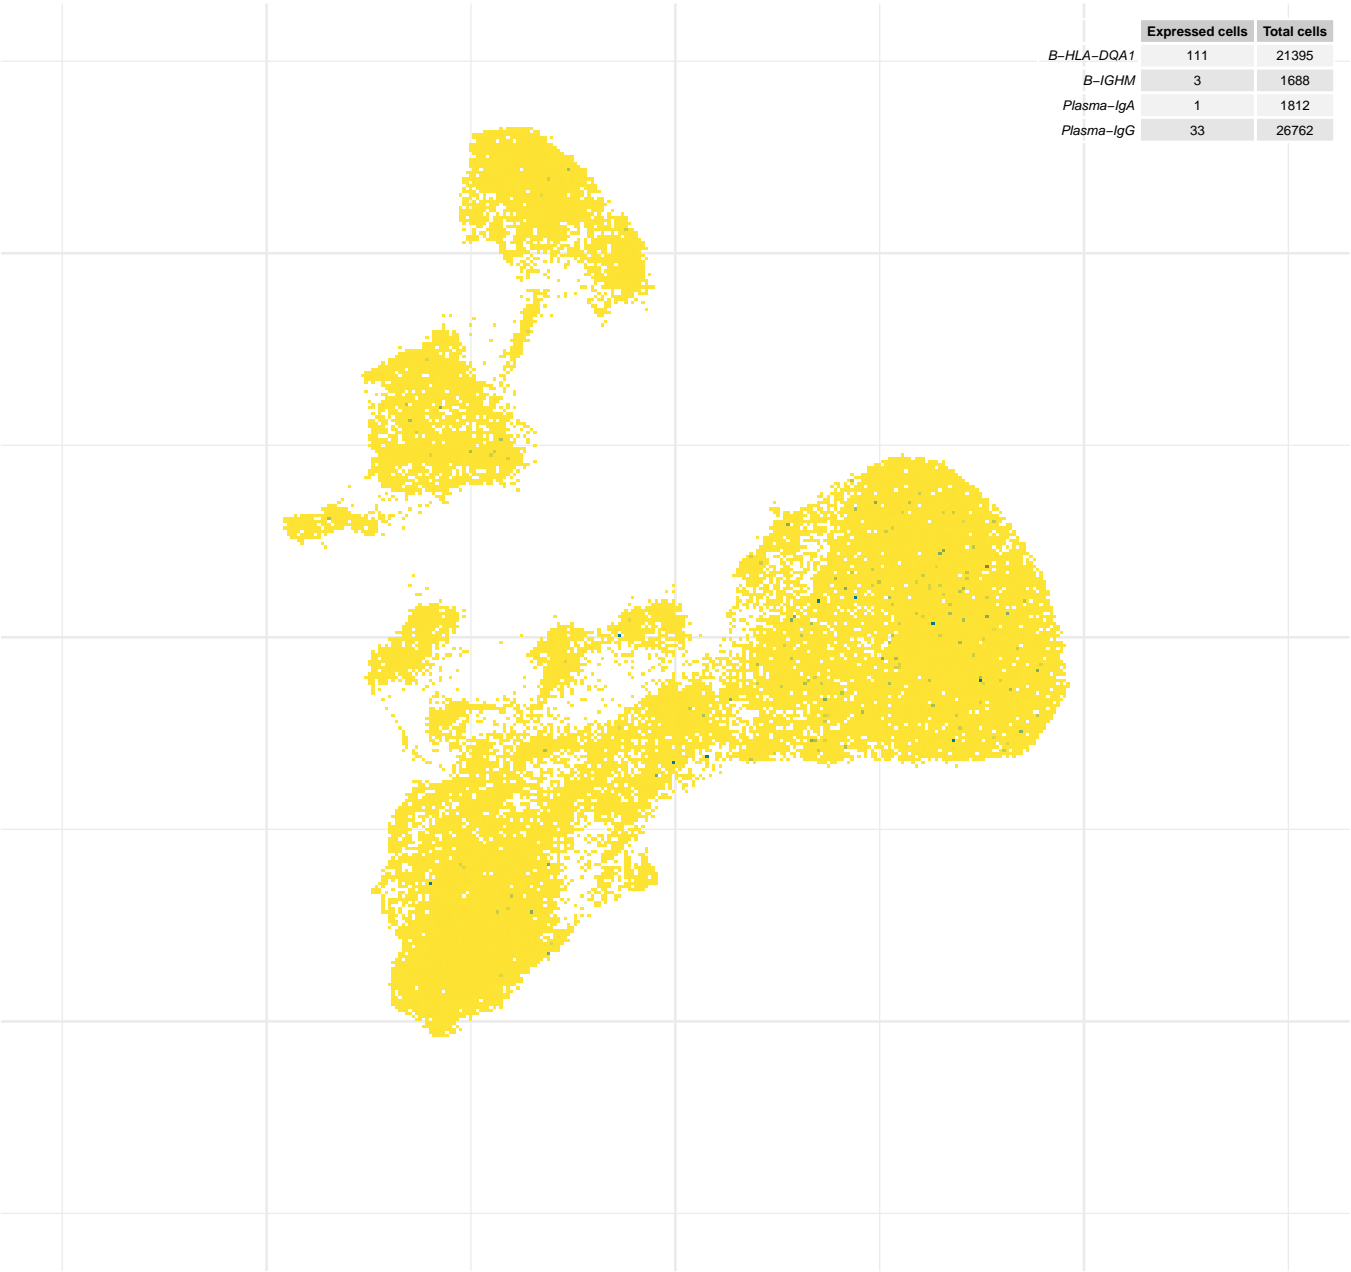 Expressed cells Total cells
B−HLA−DQA1 111 21395
B−IGHM 3 1688
Plasma−IgA 1 1812
Plasma−IgG 33 26762